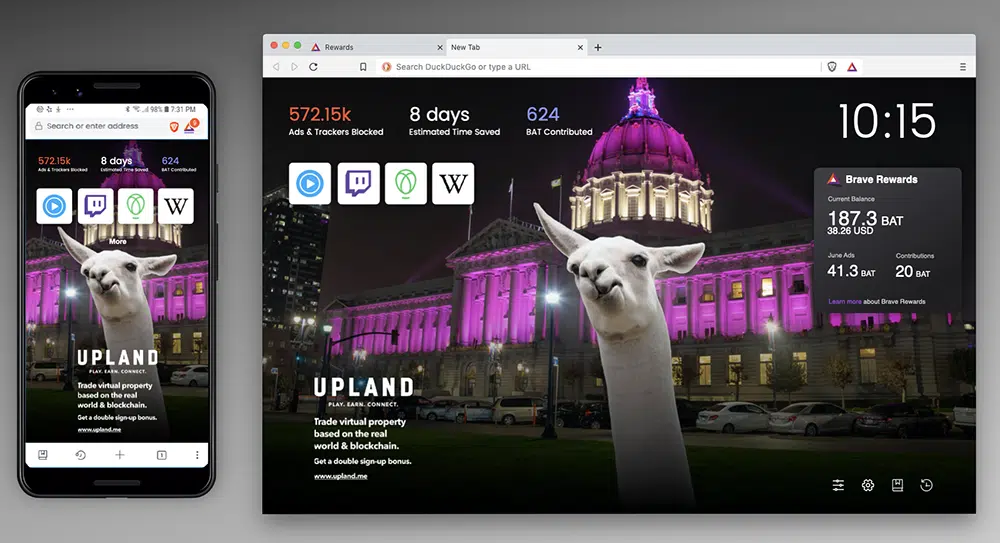 98% 7:31 PM
Search or enter address
572.15k
Ads & Trackers Blocked
8 days
Estimated Time Saved
624
BAT Contributed
W
More
UPLAND
PLAY. EARN. CONNECT.
Trade virtual property
based on the real
world & blockchain.
Get a double sign-up bonus.
www.upland.me
1
Rewards
New Tab
Search DuckDuckGo or type a URL
572.15k
Ads & Trackers Blocked
8 days
Estimated Time Saved
624
BAT Contributed
10:15
W
Brave Rewards
Current Balance
187.3 BAT
38.26 USD
June Ads
41.3 BAT
Contributions
20 BAT
Learn more about Brave Rewards
UPLAND
PLAY. EARN. CONNECT.
Trade virtual property
based on the real
world & blockchain.
Get a double sign-up bonus.
www.upland.me